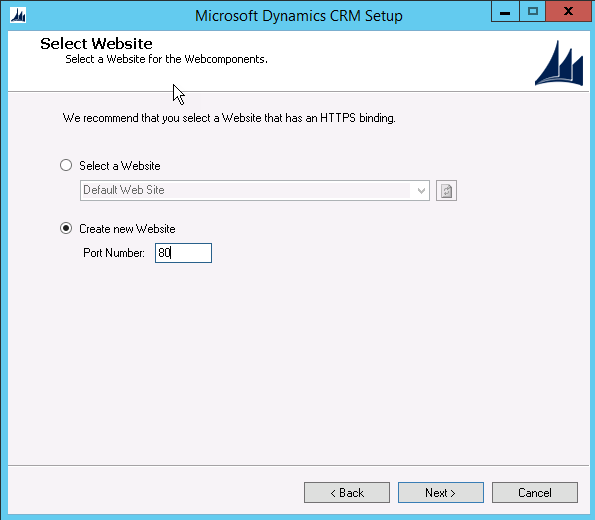 Microsoft Dynamics CRM Setup
Select Website
Select a Website for the Webcomponents.
We recommend that you select a Website that has an HTTPS binding.
Select a Website
Default Web Site
Create new Website
Port Number: 80
< Back Next > Cancel